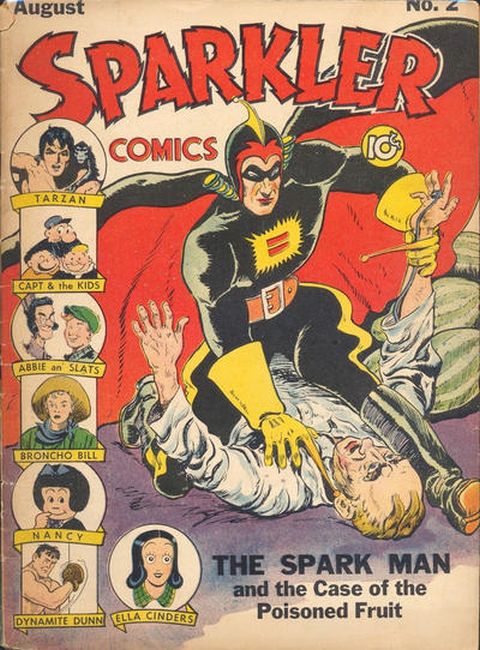 August
No. 2
SPARKLER
COMICS
10¢
TARZAN
CAPT & the KIDS
ABBIE an' SLATS
BRONCHO BILL
NANCY
DYNAMITE DUNN
ELLA CINDERS
THE SPARK MAN
and the Case of the
Poisoned Fruit